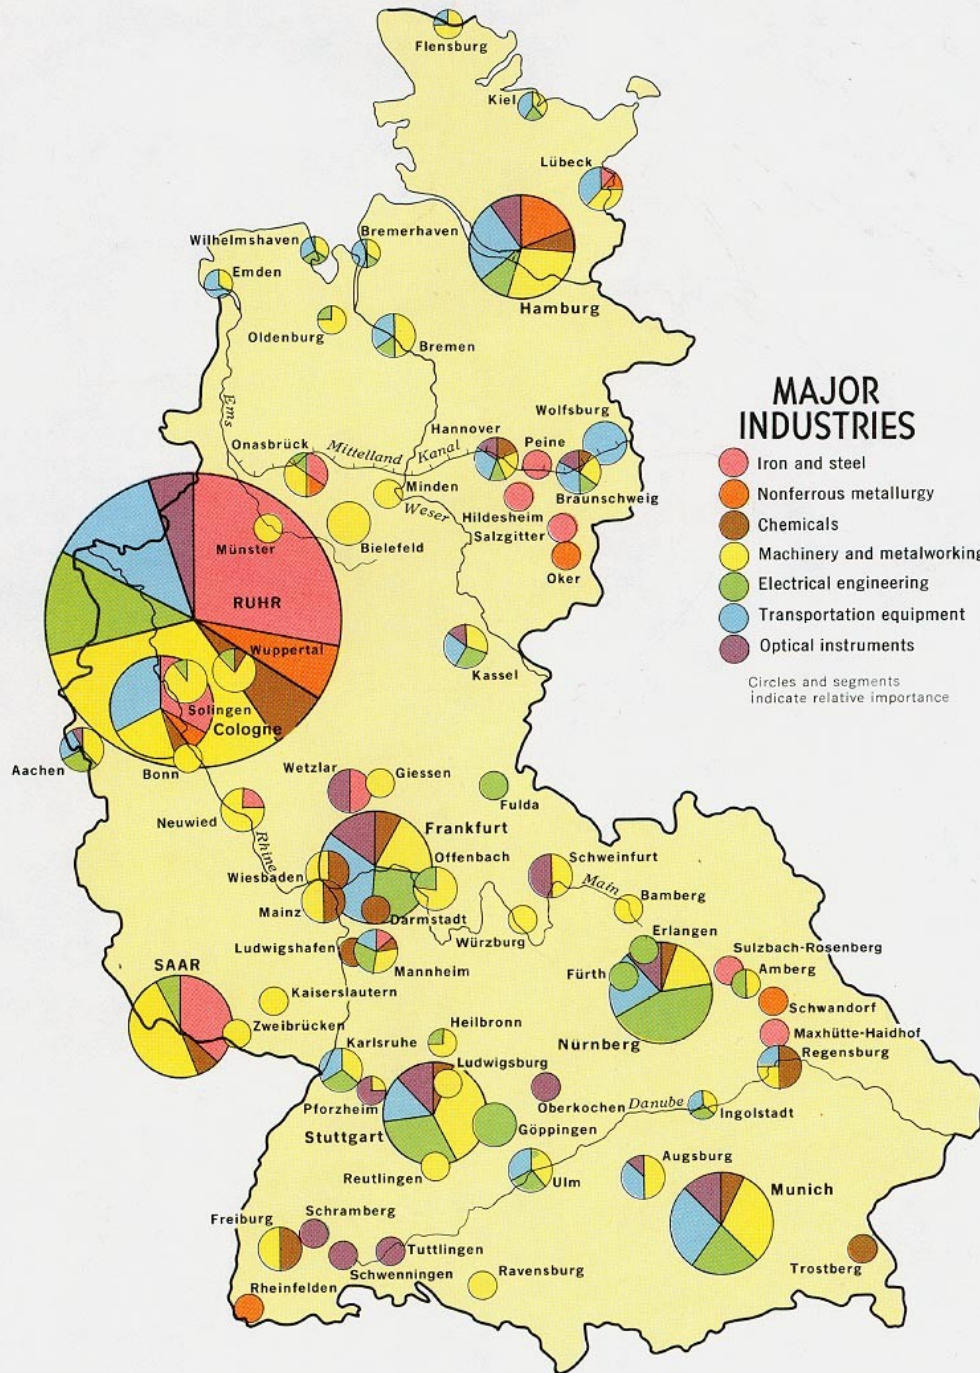 Flensburg
Kiel
Lübeck
Wilhelmshaven
Bremerhaven
Emden
Hamburg
Oldenburg
Bremen
MAJOR
INDUSTRIES
Iron and steel
Nonferrous metallurgy
Chemicals
Machinery and metalworking
Electrical engineering
Transportation equipment
Optical instruments
Circles and segments
indicate relative importance
Ems
Wolfsburg
Hannover
Peine
Onasbrück
Mittelland Kanal
Minden
Braunschweig
Weser
Hildesheim
Salzgitter
Münster
Bielefeld
Oker
RUHR
Wuppertal
Kassel
Solingen
Cologne
Aachen
Bonn
Wetzlar
Giessen
Fulda
Neuwied
Rhine
Frankfurt
Offenbach
Schweinfurt
Wiesbaden
Main
Bamberg
Mainz
Darmstadt
Würzburg
Erlangen
Ludwigshafen
Sulzbach-Rosenberg
SAAR
Mannheim
Fürth
Amberg
Kaiserslautern
Schwandorf
Zweibrücken
Heilbronn
Maxhütte-Haidhof
Karlsruhe
Nürnberg
Regensburg
Ludwigsburg
Pforzheim
Oberkochen
Danube
Ingolstadt
Stuttgart
Göppingen
Reutlingen
Ulm
Augsburg
Munich
Schramberg
Freiburg
Tuttlingen
Schwenningen
Trostberg
Rheinfelden
Ravensburg